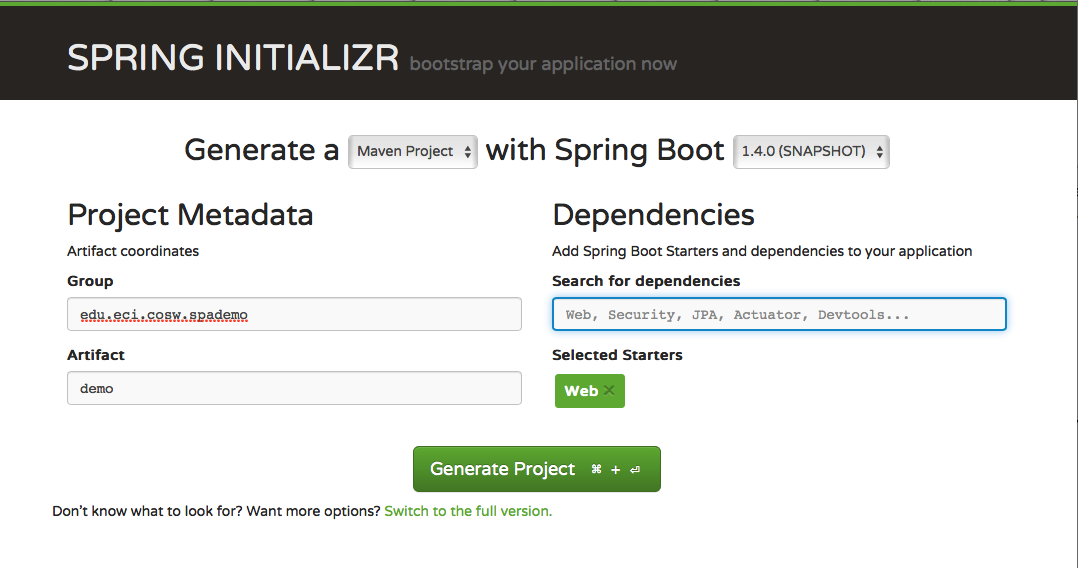 SPRING INITIALIZR bootstrap your application now
Generate a Maven Project with Spring Boot 1.4.0 (SNAPSHOT)
Project Metadata
Artifact coordinates
Group
edu.eci.cosw.spademo
Artifact
demo
Dependencies
Add Spring Boot Starters and dependencies to your application
Search for dependencies
Web, Security, JPA, Actuator, Devtools...
Selected Starters
Web ×
Generate Project ⌘ + ⏎
Don't know what to look for? Want more options? Switch to the full version.